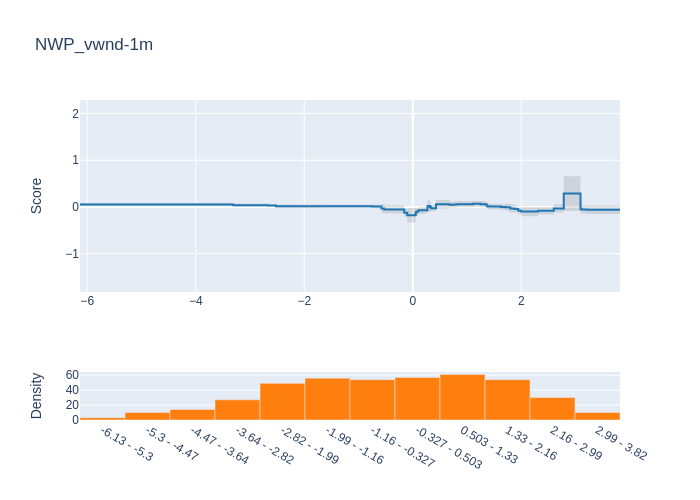 NWP_vwnd-1m
Score
2
1
0
−1
−6
−4
−2
0
2
Density
60
40
20
0
-6.13 - -5.3
-5.3 - -4.47
-4.47 - -3.64
-3.64 - -2.82
-2.82 - -1.99
-1.99 - -1.16
-1.16 - -0.327
-0.327 - 0.503
0.503 - 1.33
1.33 - 2.16
2.16 - 2.99
2.99 - 3.82